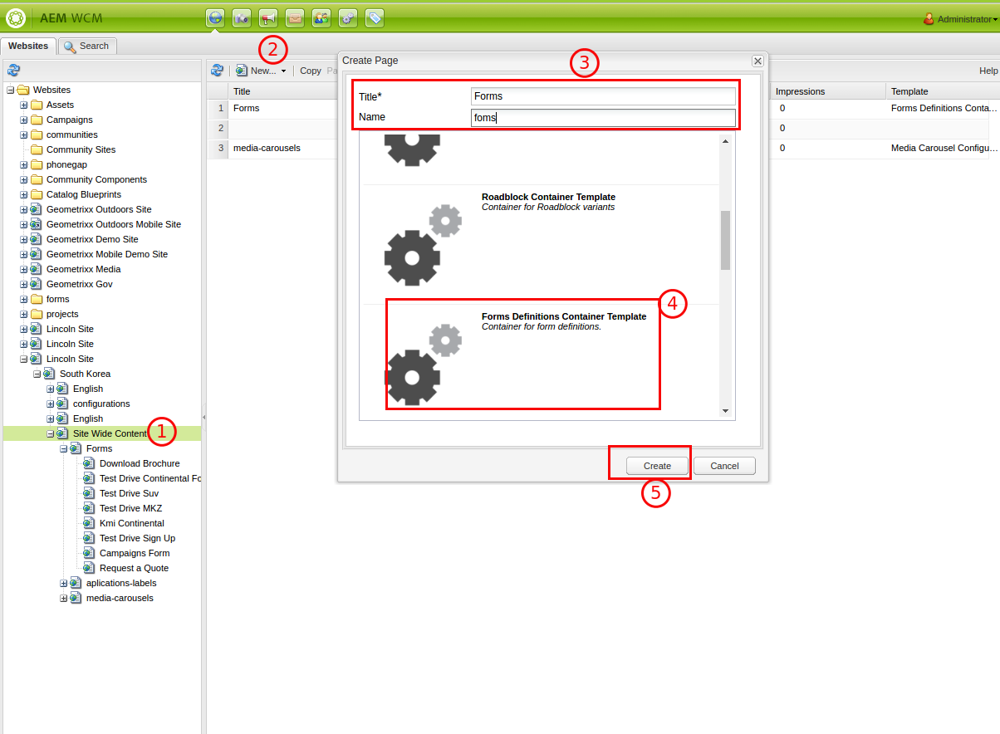 AEM WCM
Administrator
Websites
Search
2
3
New...
Copy
Pa
Help
Create Page
Title*
Forms
Name
foms
Title
Impressions
Template
1
Forms
0
Forms Definitions Conta...
2
0
3
media-carousels
0
Media Carousel Configu...
Websites
Assets
Campaigns
communities
Community Sites
phonegap
Community Components
Catalog Blueprints
Geometrixx Outdoors Site
Geometrixx Outdoors Mobile Site
Geometrixx Demo Site
Geometrixx Mobile Demo Site
Geometrixx Media
Geometrixx Gov
forms
projects
Lincoln Site
Lincoln Site
Lincoln Site
South Korea
English
configurations
English
Site Wide Content
1
Forms
Download Brochure
Test Drive Continental Fo
Test Drive Suv
Test Drive MKZ
Kmi Continental
Test Drive Sign Up
Campaigns Form
Request a Quote
aplications-labels
media-carousels
Roadblock Container Template
Container for Roadblock variants
4
Forms Definitions Container Template
Container for form definitions.
Create
Cancel
5